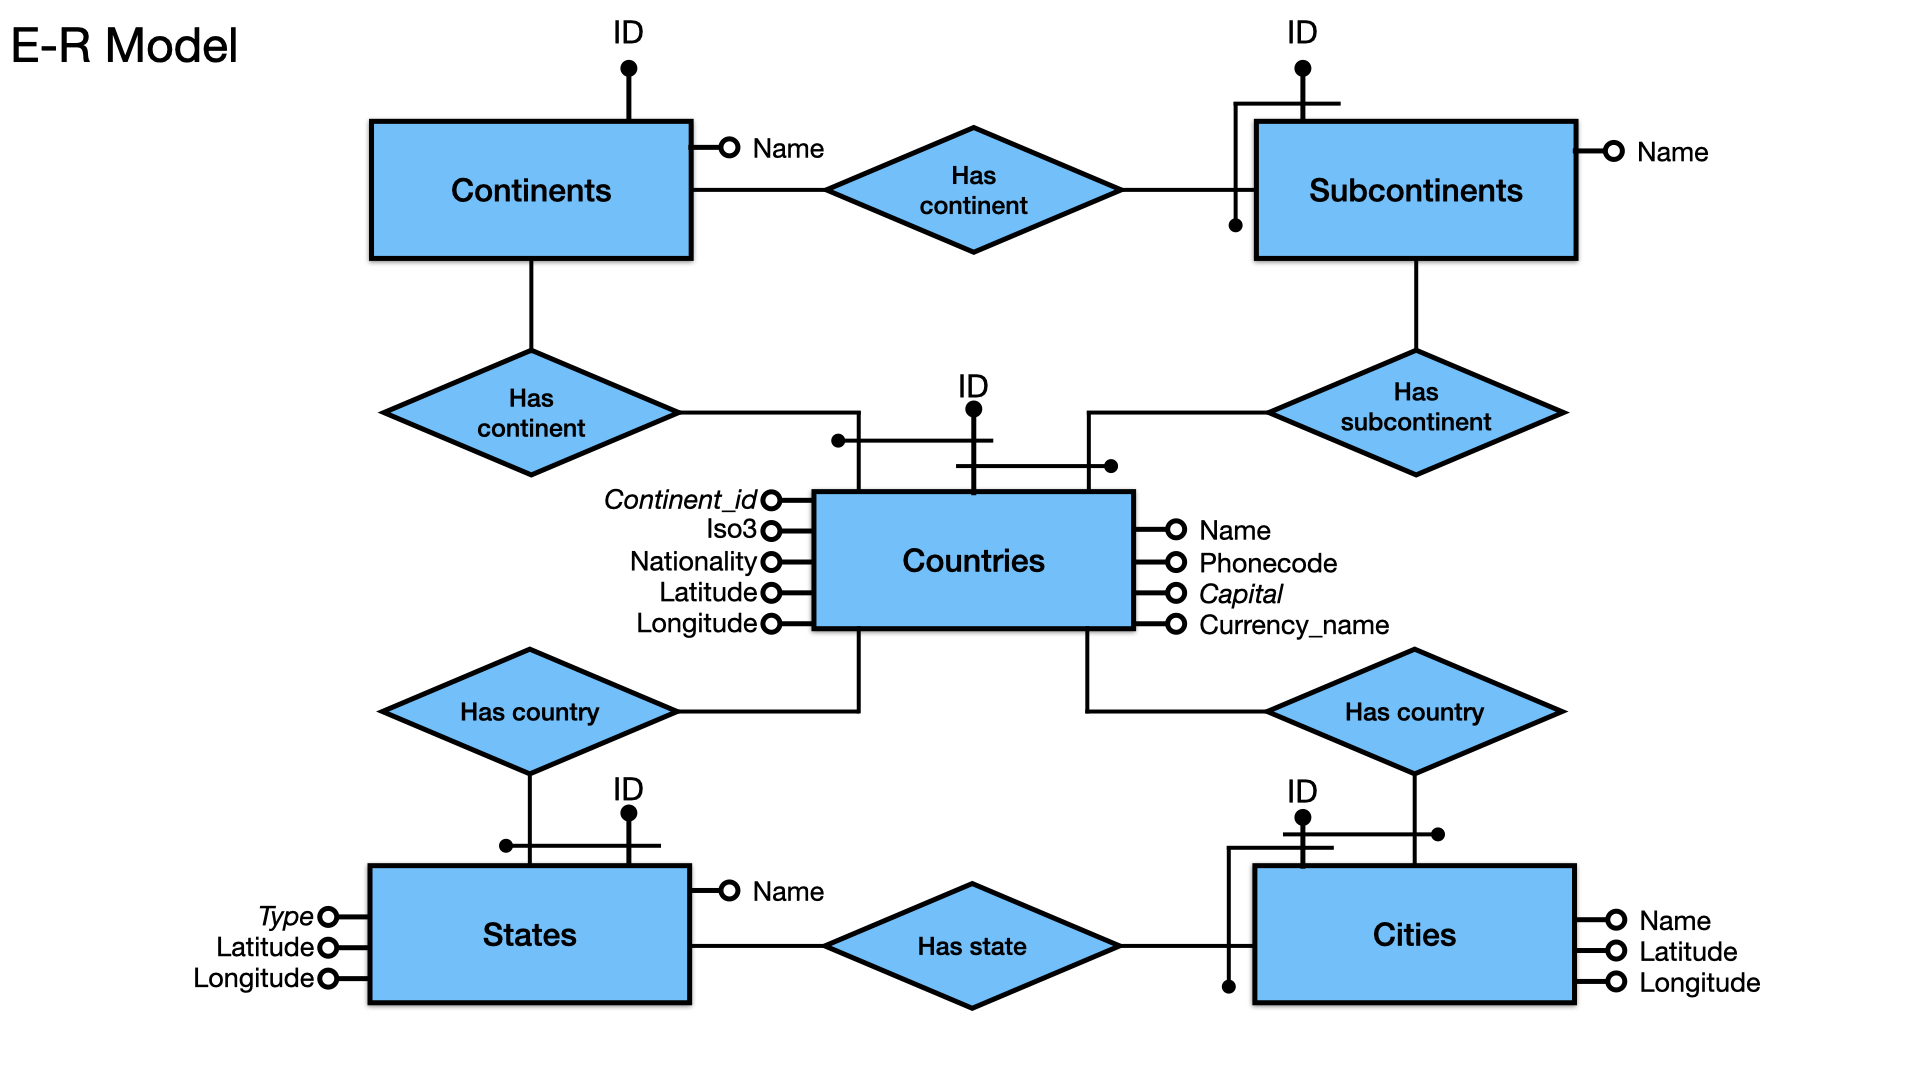 E-R Model
ID
ID
Name
Name
Continents
Has
continent
Subcontinents
Has
continent
ID
Has
subcontinent
Continent_id
Iso3
Nationality
Latitude
Longitude
Countries
Name
Phonecode
Capital
Currency_name
Has country
Has country
ID
ID
Type
Latitude
Longitude
States
Name
Has state
Cities
Name
Latitude
Longitude